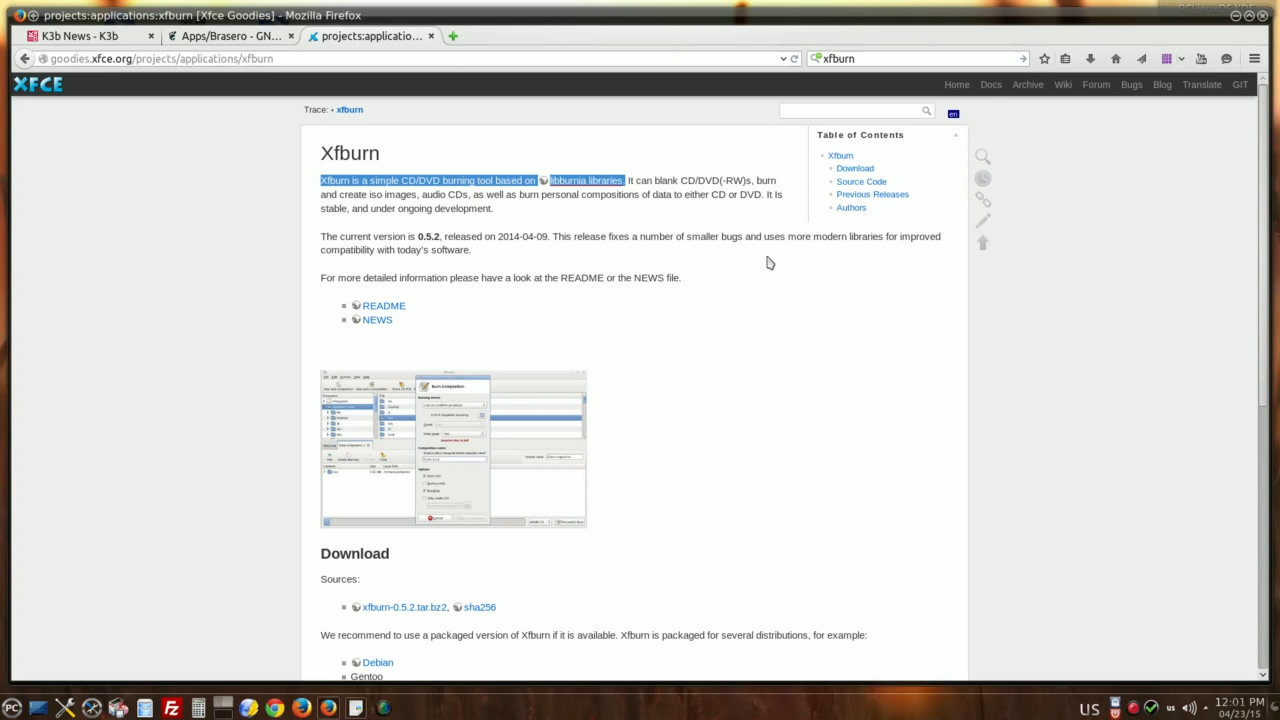 projects:applications:xfburn [Xfce Goodies] - Mozilla Firefox
K3b News - K3b
Apps/Brasero - GN...
projects:applicatio...
goodies.xfce.org/projects/applications/xfburn
xfburn
XFCE
Home Docs Archive Wiki Forum Bugs Blog Translate GIT
Trace: • xfburn
en
Table of Contents
Xfburn
Download
Source Code
Previous Releases
Authors
Xfburn
Xfburn is a simple CD/DVD burning tool based on libburnia libraries. It can blank CD/DVD(-RW)s, burn
and create iso images, audio CDs, as well as burn personal compositions of data to either CD or DVD. It Is
stable, and under ongoing development.
The current version is 0.5.2, released on 2014-04-09. This release fixes a number of smaller bugs and uses more modern libraries for improved
compatibility with today's software.
For more detailed information please have a look at the README or the NEWS file.
README
NEWS
Burn Composition
Download
Sources:
xfburn-0.5.2.tar.bz2, sha256
We recommend to use a packaged version of Xfburn if it is available. Xfburn is packaged for several distributions, for example:
Debian
Gentoo
PC
US
us
12:01 PM
04/23/15